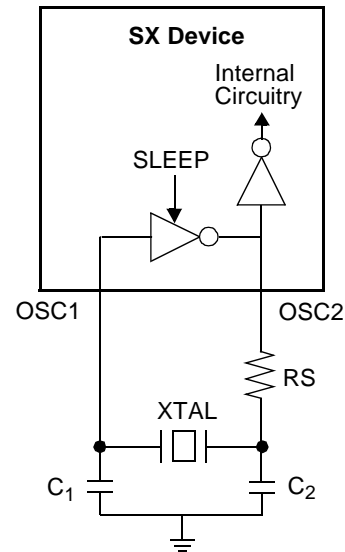 SX Device
Internal
Circuitry
SLEEP
OSC1
OSC2
RS
XTAL
C1
C2